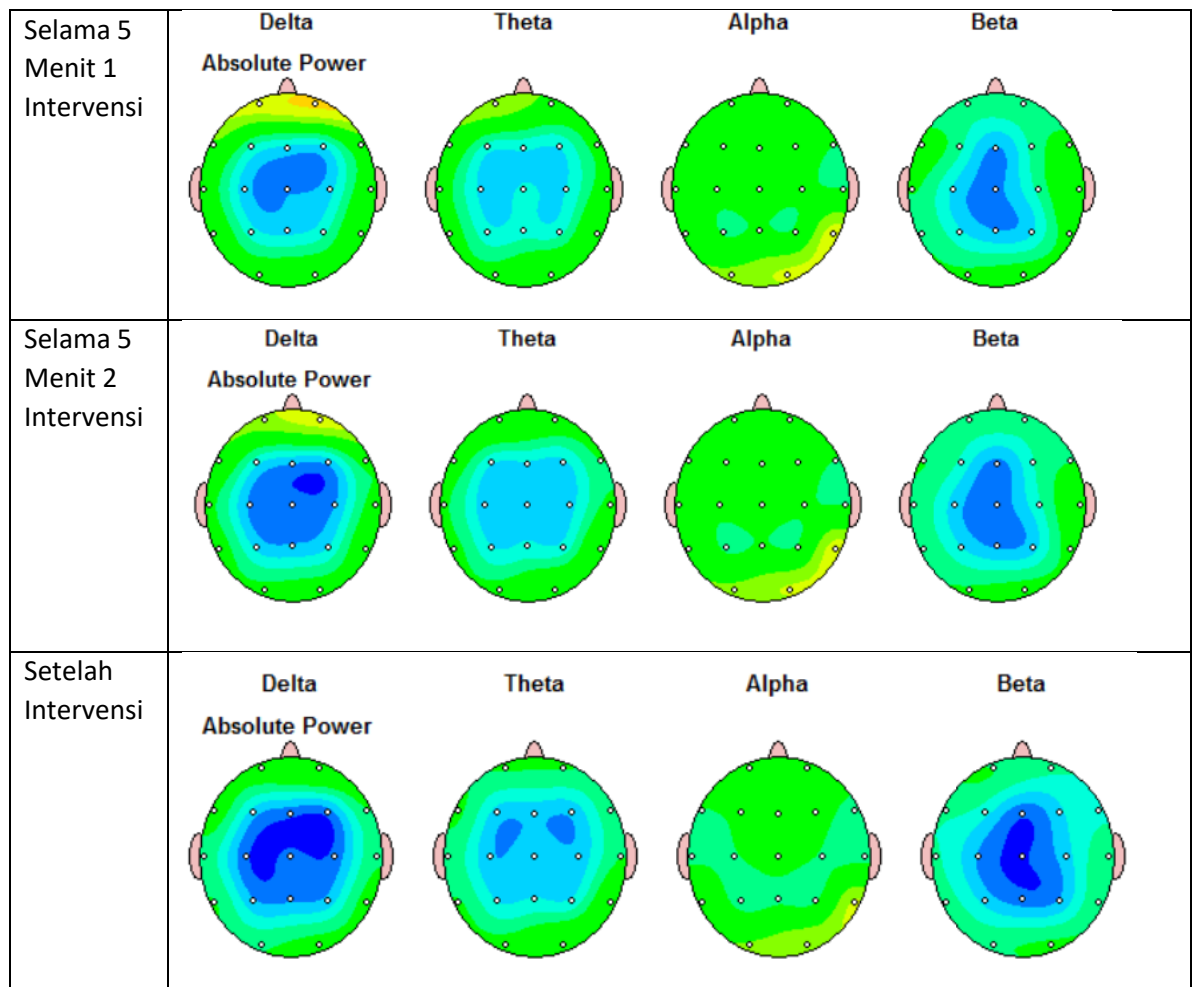 Selama 5
Menit 1
Intervensi
Delta Theta Alpha Beta
Absolute Power
Selama 5
Menit 2
Intervensi
Delta Theta Alpha Beta
Absolute Power
Setelah
Intervensi
Delta Theta Alpha Beta
Absolute Power